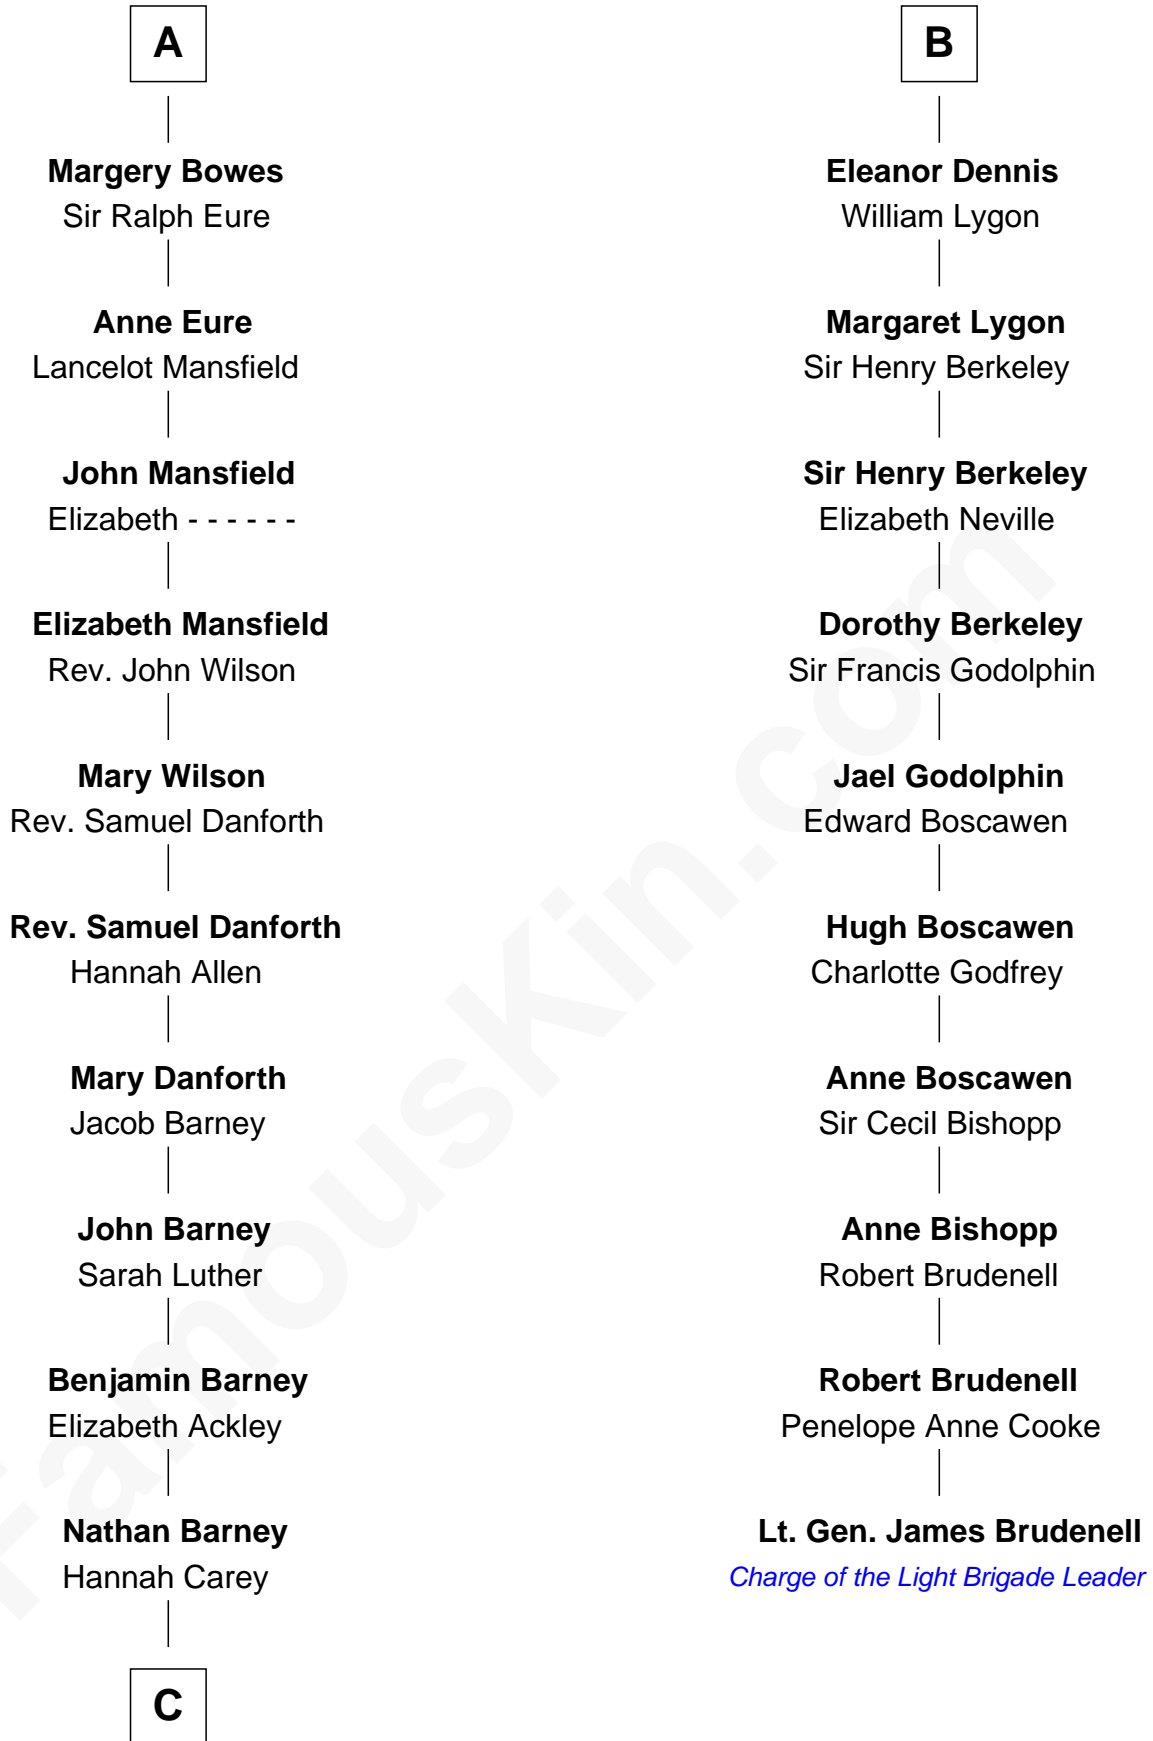 A
Margery Bowes
Sir Ralph Eure
Anne Eure
Lancelot Mansfield
John Mansfield
Elizabeth - - - - - -
Elizabeth Mansfield
Rev. John Wilson
Mary Wilson
Rev. Samuel Danforth
Rev. Samuel Danforth
Hannah Allen
Mary Danforth
Jacob Barney
John Barney
Sarah Luther
Benjamin Barney
Elizabeth Ackley
Nathan Barney
Hannah Carey
C
B
Eleanor Dennis
William Lygon
Margaret Lygon
Sir Henry Berkeley
Sir Henry Berkeley
Elizabeth Neville
Dorothy Berkeley
Sir Francis Godolphin
Jael Godolphin
Edward Boscawen
Hugh Boscawen
Charlotte Godfrey
Anne Boscawen
Sir Cecil Bishopp
Anne Bishopp
Robert Brudenell
Robert Brudenell
Penelope Anne Cooke
Lt. Gen. James Brudenell
Charge of the Light Brigade Leader
FamousKin.com